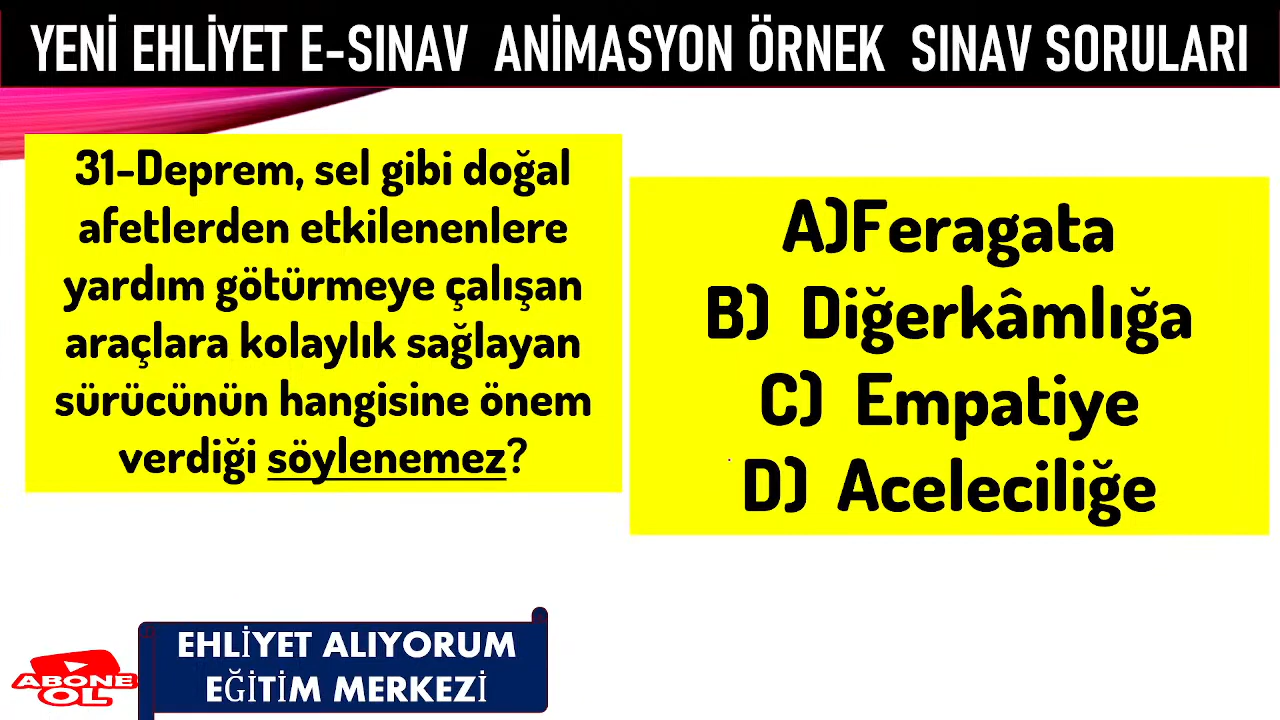 YENİ EHLİYET E-SINAV ANİMASYON ÖRNEK SINAV SORULARI
31-Deprem, sel gibi doğal
afetlerden etkilenenlere
yardım götürmeye çalışan
araçlara kolaylık sağlayan
sürücünün hangisine önem
verdiği söylenemez?
A)Feragata
B) Diğerkâmlığa
C) Empatiye
D) Aceleciliğe
EHLİYET ALIYORUM
EĞİTİM MERKEZİ
ABONE
OL